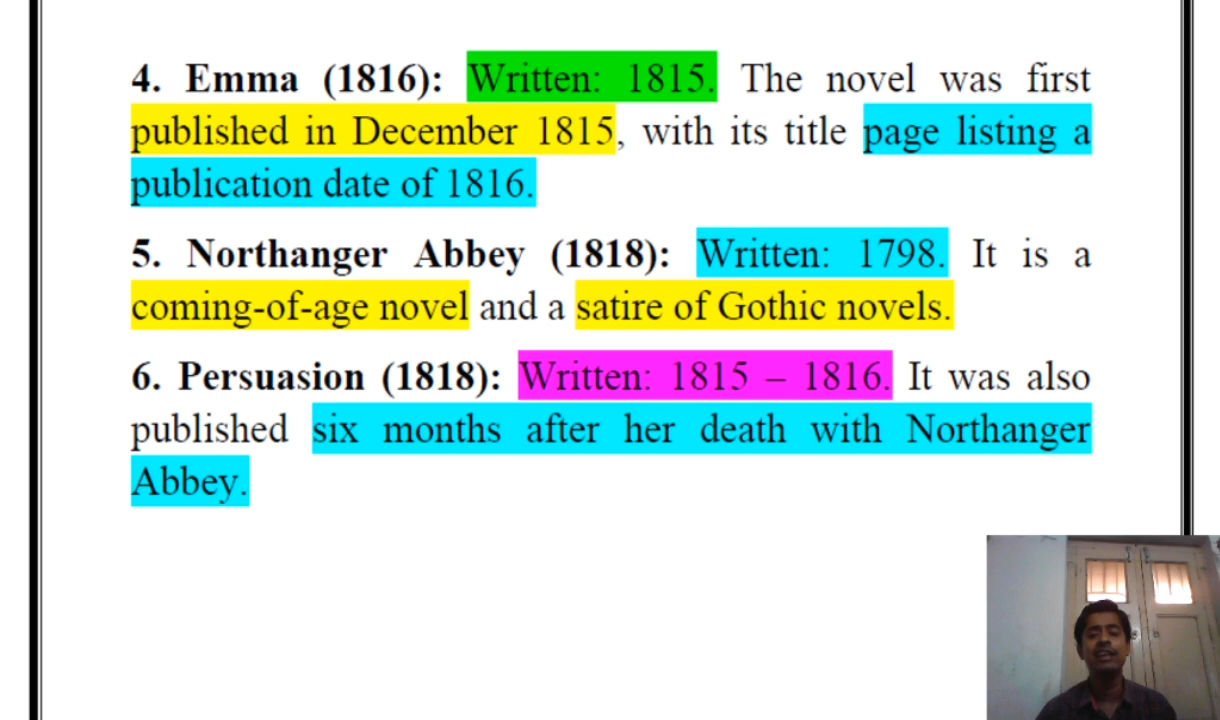 4. Emma (1816): Written: 1815. The novel was first
published in December 1815, with its title page listing a
publication date of 1816.
5. Northanger Abbey (1818): Written: 1798. It is a
coming-of-age novel and a satire of Gothic novels.
6. Persuasion (1818): Written: 1815 – 1816. It was also
published six months after her death with Northanger
Abbey.